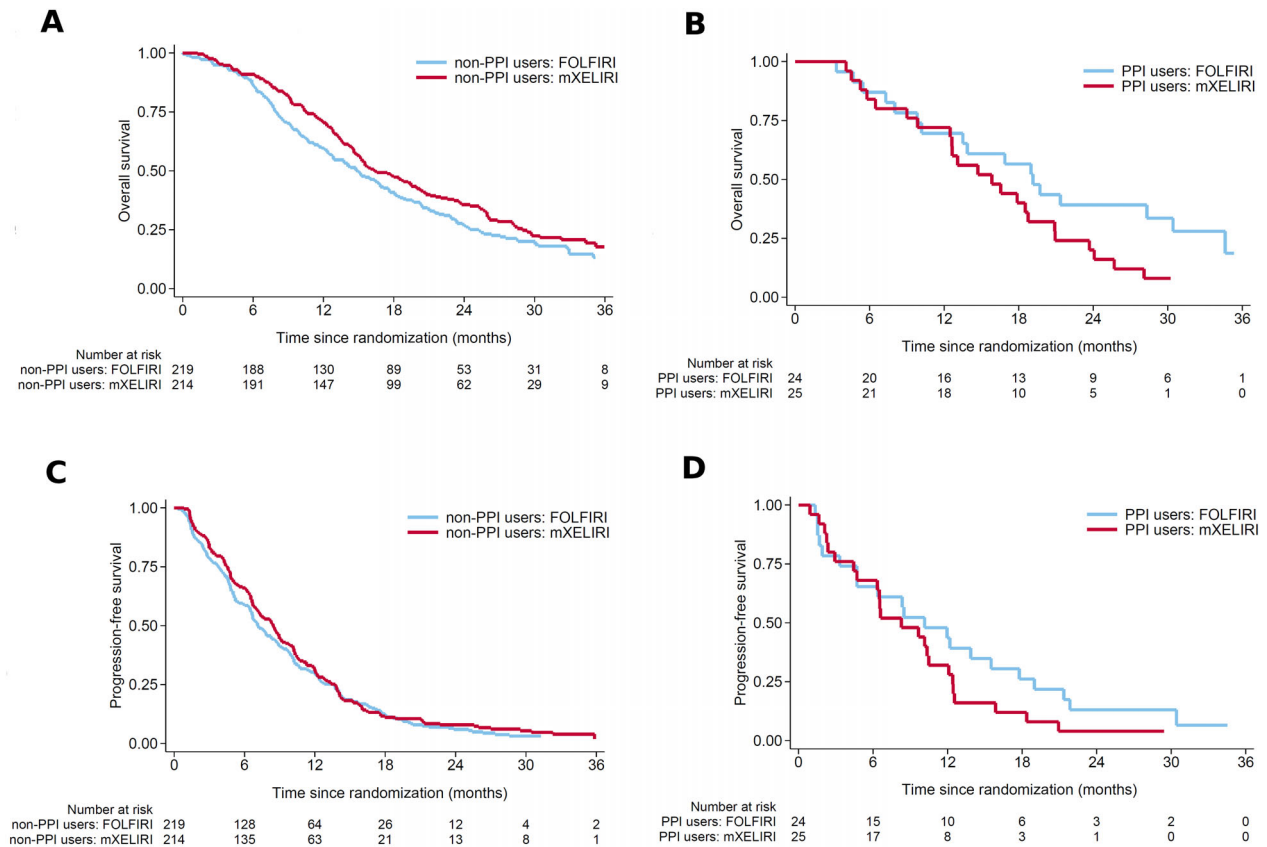 A
non-PPI users: FOLFIRI
non-PPI users: mXELIRI
Overall survival
1.00
0.75
0.50
0.25
0.00
0 6 12 18 24 30 36
Time since randomization (months)
Number at risk
non-PPI users: FOLFIRI 219 188 130 89 53 31 8
non-PPI users: mXELIRI 214 191 147 99 62 29 9
B
PPI users: FOLFIRI
PPI users: mXELIRI
Overall survival
1.00
0.75
0.50
0.25
0.00
0 6 12 18 24 30 36
Time since randomization (months)
Number at risk
PPI users: FOLFIRI 24 20 16 13 9 6 1
PPI users: mXELIRI 25 21 18 10 5 1 0
C
non-PPI users: FOLFIRI
non-PPI users: mXELIRI
Progression-free survival
1.00
0.75
0.50
0.25
0.00
0 6 12 18 24 30 36
Time since randomization (months)
Number at risk
non-PPI users: FOLFIRI 219 128 64 26 12 4 2
non-PPI users: mXELIRI 214 135 63 21 13 8 1
D
PPI users: FOLFIRI
PPI users: mXELIRI
Progression-free survival
1.00
0.75
0.50
0.25
0.00
0 6 12 18 24 30 36
Time since randomization (months)
Number at risk
PPI users: FOLFIRI 24 15 10 6 3 2 0
PPI users: mXELIRI 25 17 8 3 1 0 0